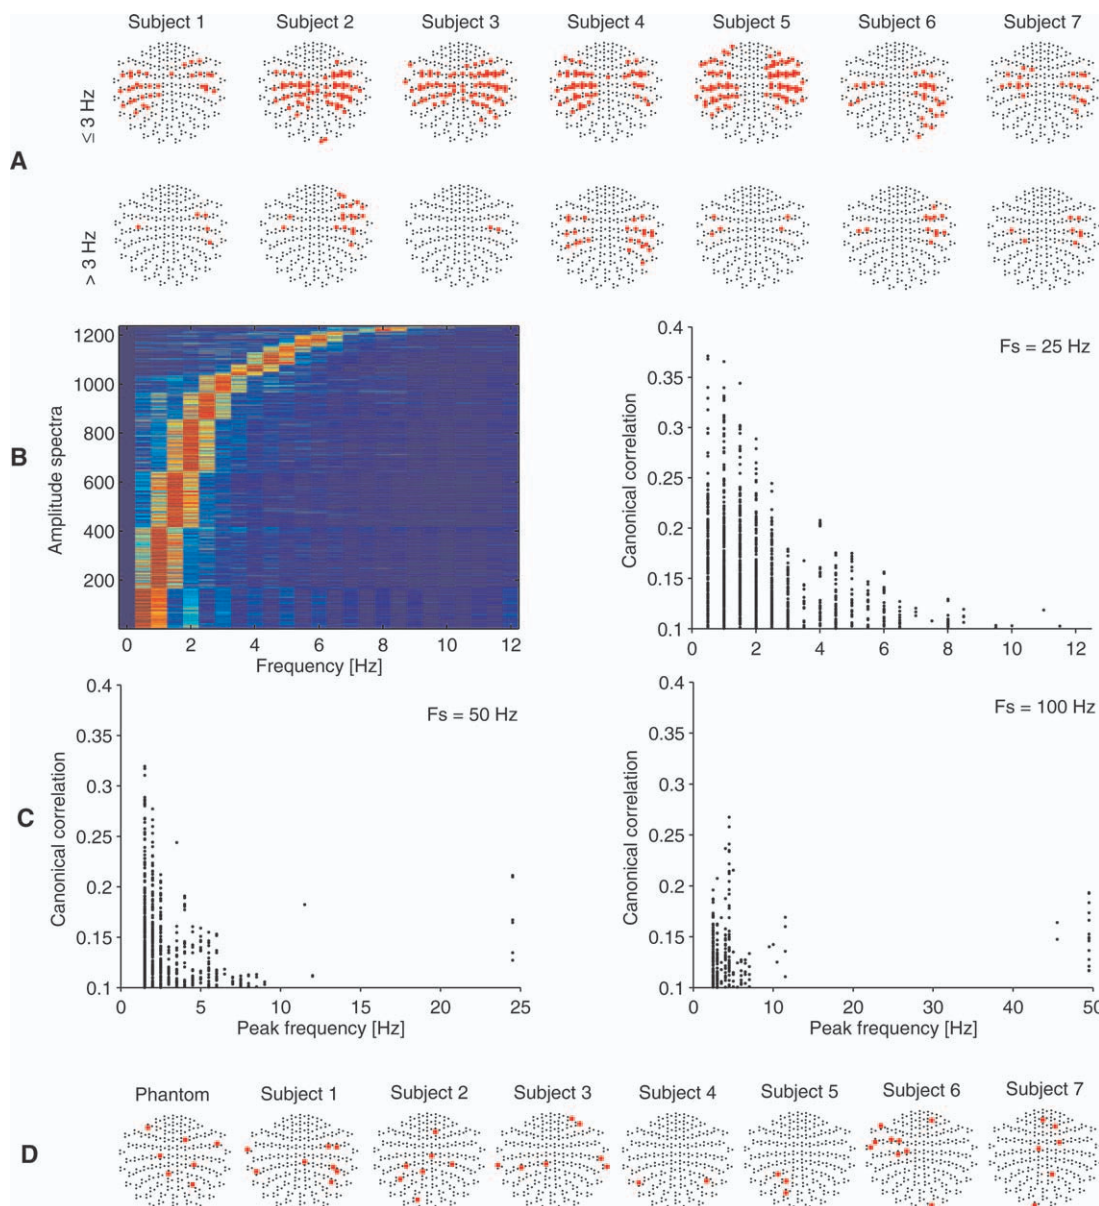 Subject 1 Subject 2 Subject 3 Subject 4 Subject 5 Subject 6 Subject 7
≤ 3 Hz
A
> 3 Hz
B
Amplitude spectra
1200
1000
800
600
400
200
0 2 4 6 8 10 12
Frequency [Hz]
Fs = 25 Hz
Canonical correlation
0.4
0.35
0.3
0.25
0.2
0.15
0.1
0 2 4 6 8 10 12
C
Fs = 50 Hz
Canonical correlation
0.4
0.35
0.3
0.25
0.2
0.15
0.1
0 5 10 15 20 25
Peak frequency [Hz]
Fs = 100 Hz
Canonical correlation
0.4
0.35
0.3
0.25
0.2
0.15
0.1
0 10 20 30 40 50
Peak frequency [Hz]
Phantom Subject 1 Subject 2 Subject 3 Subject 4 Subject 5 Subject 6 Subject 7
D